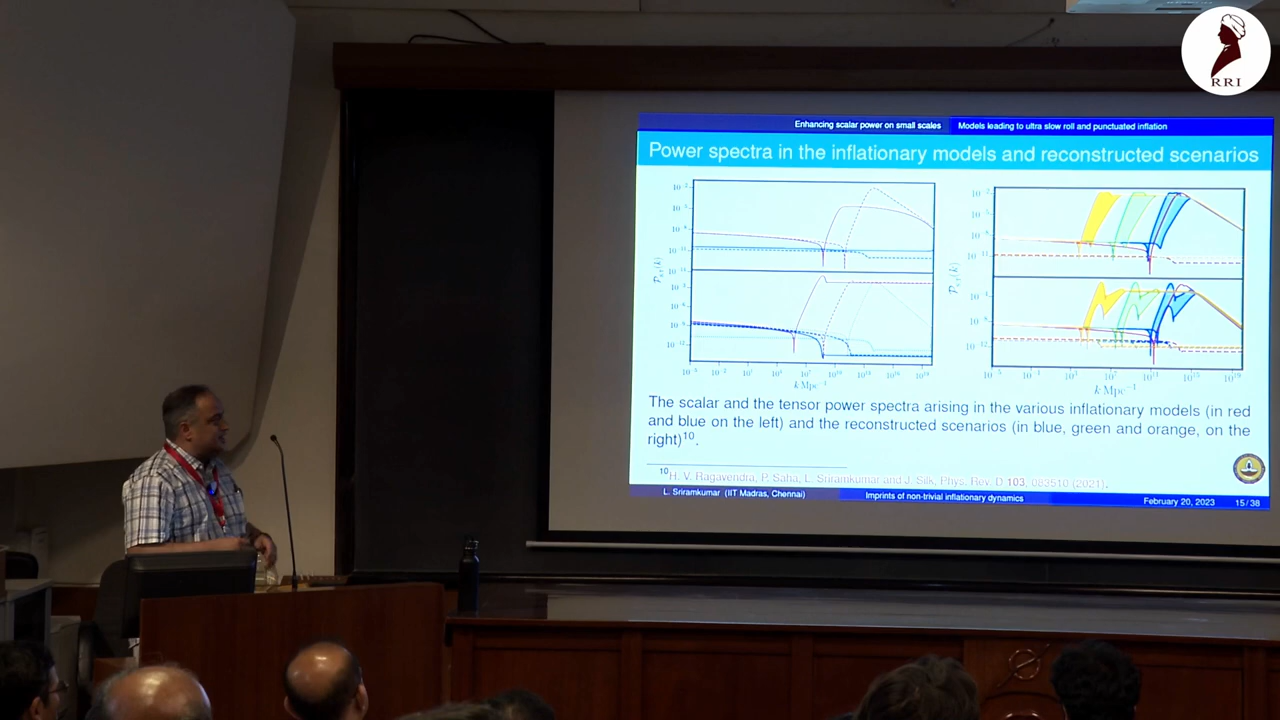 RRI
Enhancing scalar power on small scales Models leading to ultra slow roll and punctuated inflation
Power spectra in the inflationary models and reconstructed scenarios
k Mpc⁻¹
k Mpc⁻¹
The scalar and the tensor power spectra arising in the various inflationary models (in red
and blue on the left) and the reconstructed scenarios (in blue, green and orange, on the
right)¹⁰.
¹⁰H. V. Ragavendra, P. Saha, L. Sriramkumar and J. Silk, Phys. Rev. D 103, 083510 (2021).
L. Sriramkumar (IIT Madras, Chennai) Imprints of non-trivial inflationary dynamics February 20, 2023 15/38